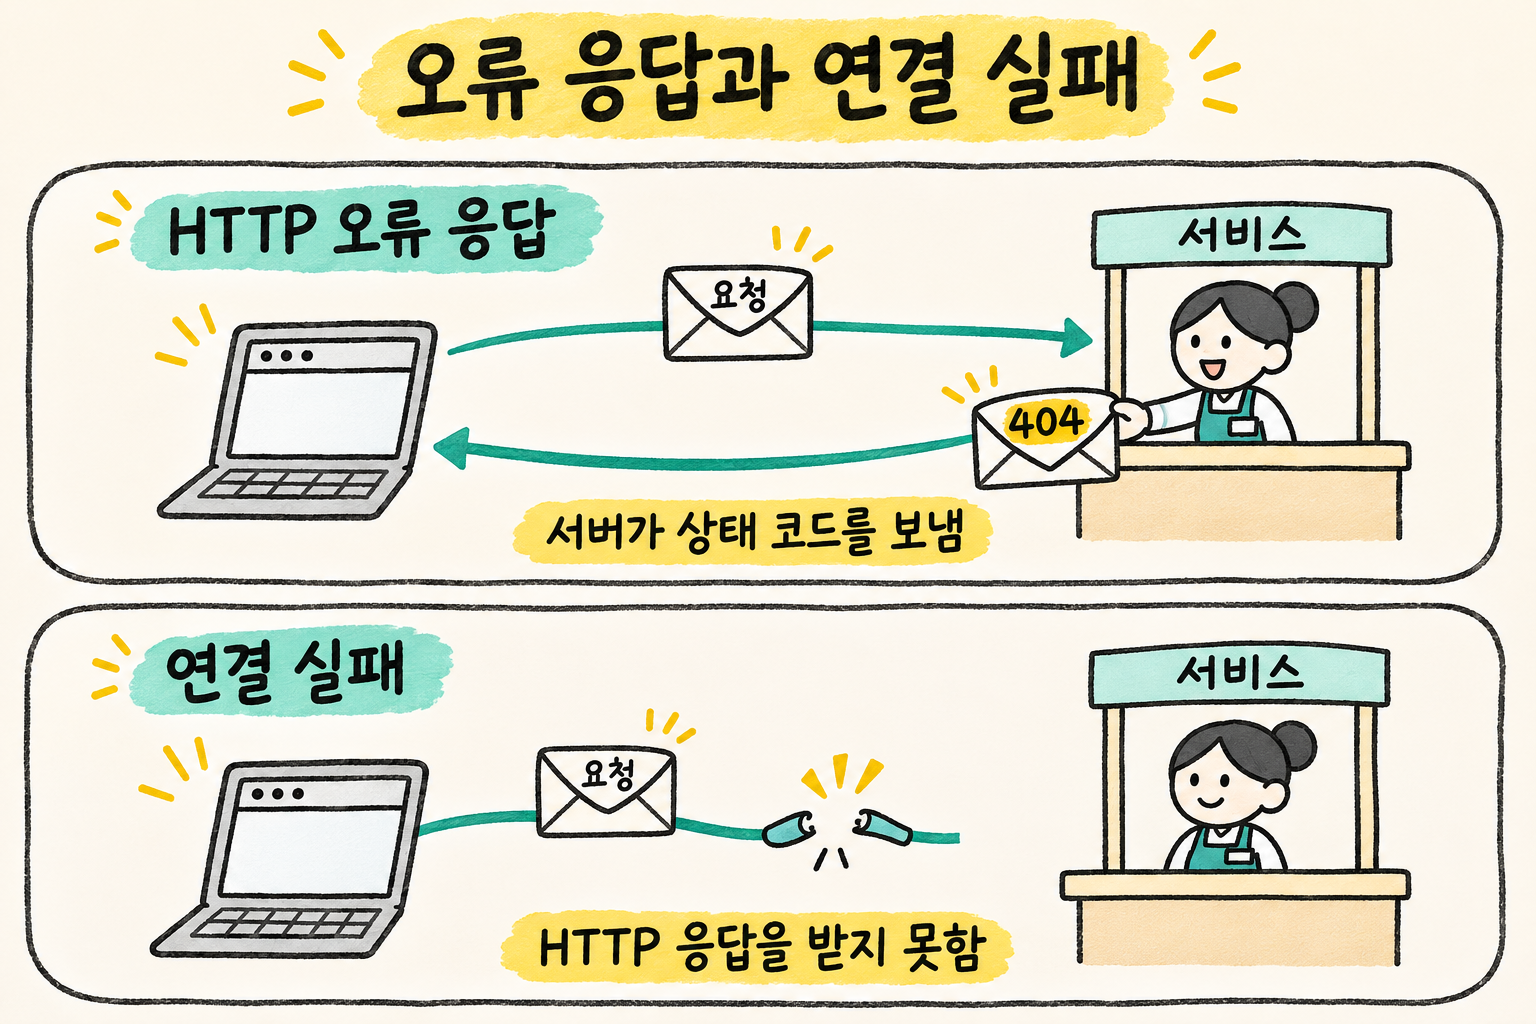 오류 응답과 연결 실패
HTTP 오류 응답
서비스
요청
404
서버가 상태 코드를 보냄
연결 실패
서비스
요청
HTTP 응답을 받지 못함